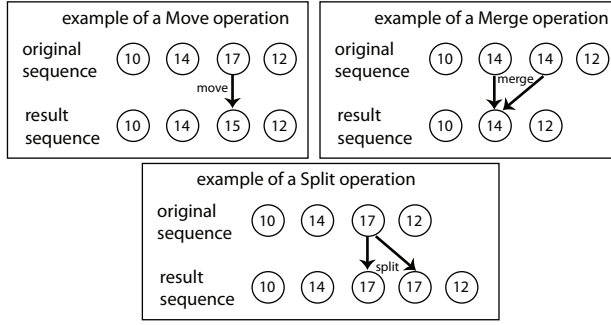 example of a Move operation
original
sequence
10 14 17 12
move
result
sequence
10 14 15 12
example of a Merge operation
original
sequence
10 14 14 12
merge
result
sequence
10 14 12
example of a Split operation
original
sequence
10 14 17 12
split
result
sequence
10 14 17 17 12